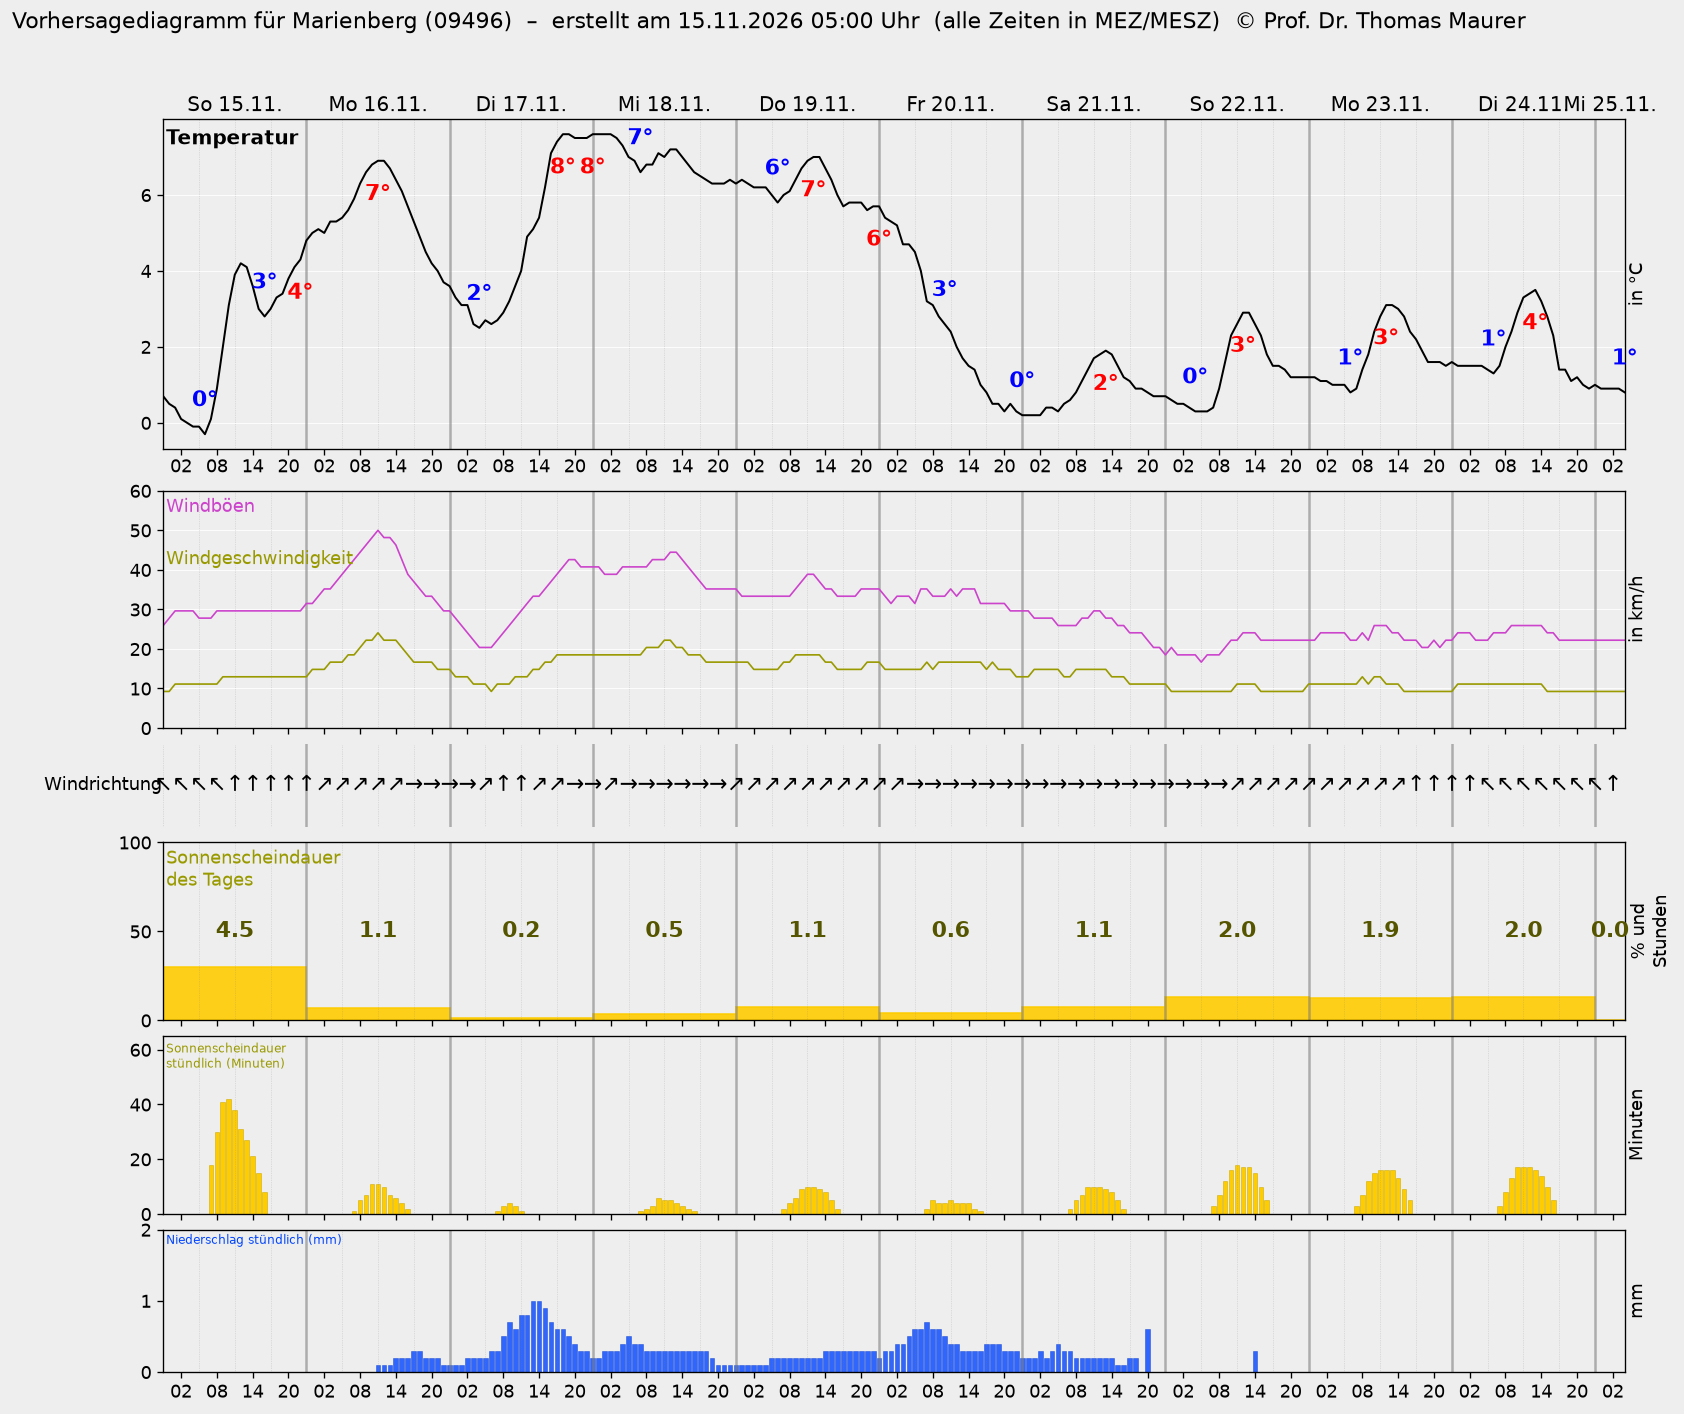 Vorhersagediagramm für Marienberg (09496)  –  erstellt am 15.11.2026 05:00 Uhr  (alle Zeiten in MEZ/MESZ)  © Prof. Dr. Thomas Maurer
So 15.11. Mo 16.11. Di 17.11. Mi 18.11. Do 19.11. Fr 20.11. Sa 21.11. So 22.11. Mo 23.11. Di 24.11 Mi 25.11.
Temperatur
7° 8° 8° 7° 6° 7°
6
6°
4
3° 4° 2° 3°
in °C
2
0° 0° 2° 0° 3° 1° 3° 1° 4° 1°
0
02 08 14 20 02 08 14 20 02 08 14 20 02 08 14 20 02 08 14 20 02 08 14 20 02 08 14 20 02 08 14 20 02 08 14 20 02 08 14 20 02
60
Windböen
50
Windgeschwindigkeit
40
30
in km/h
20
10
0
Windrichtung
100
Sonnenscheindauer
des Tages
50
4.5 1.1 0.2 0.5 1.1 0.6 1.1 2.0 1.9 2.0 0.0
% und
Stunden
0
60
Sonnenscheindauer
stündlich (Minuten)
40
Minuten
20
0
2
Niederschlag stündlich (mm)
1
mm
0
02 08 14 20 02 08 14 20 02 08 14 20 02 08 14 20 02 08 14 20 02 08 14 20 02 08 14 20 02 08 14 20 02 08 14 20 02 08 14 20 02